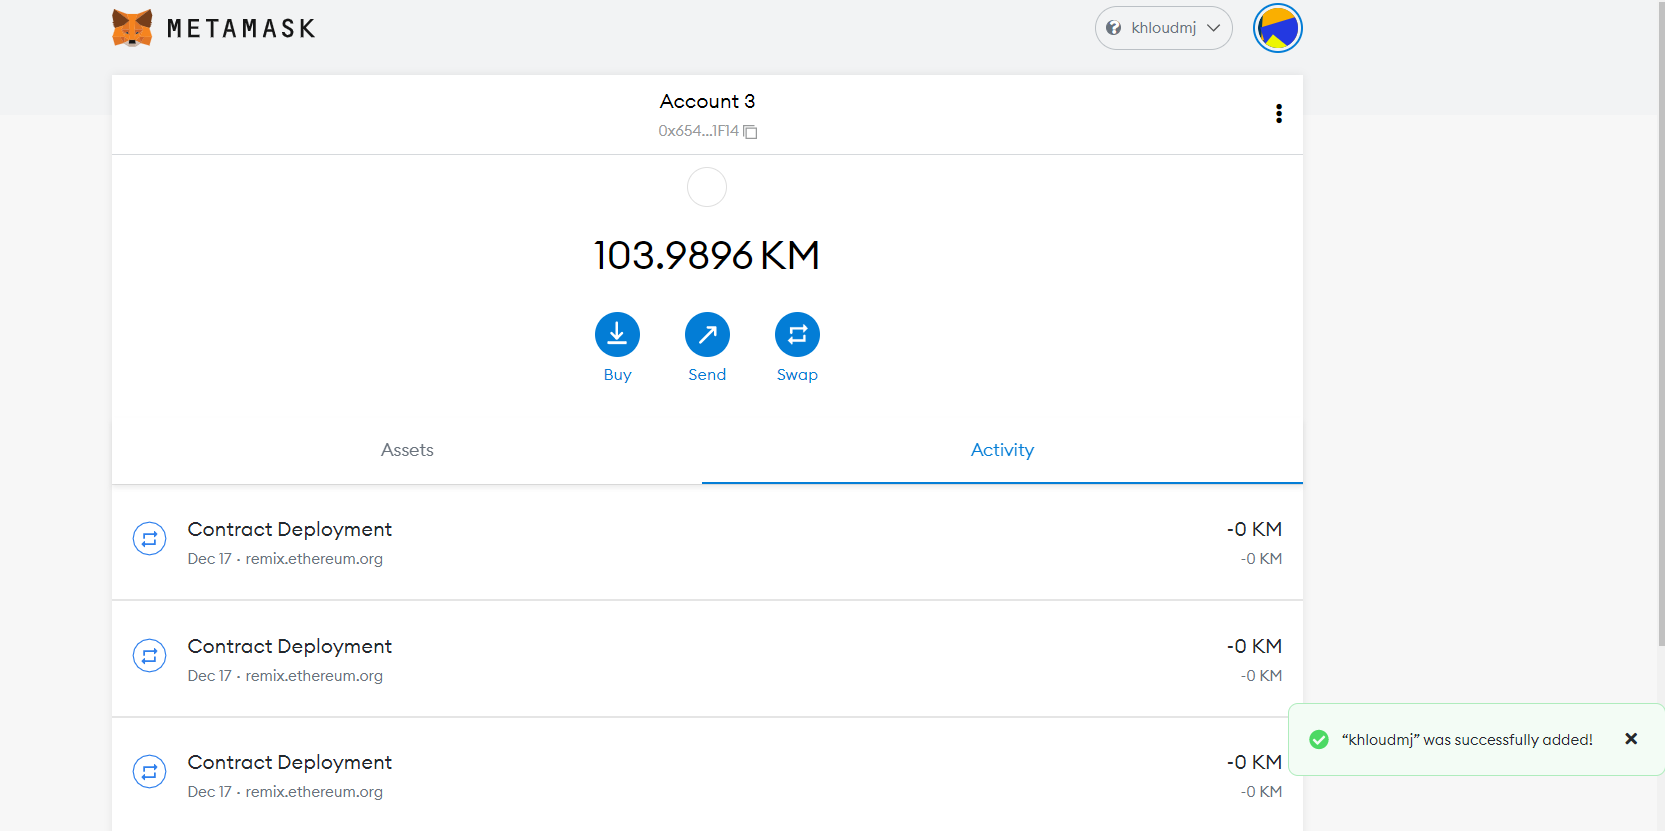 METAMASK
khloudmj
Account 3
0x654...1F14
103.9896 KM
Buy Send Swap
Assets Activity
Contract Deployment -0 KM
Dec 17 · remix.ethereum.org -0 KM
Contract Deployment -0 KM
Dec 17 · remix.ethereum.org -0 KM
“khloudmj” was successfully added!
Contract Deployment -0 KM
Dec 17 · remix.ethereum.org -0 KM